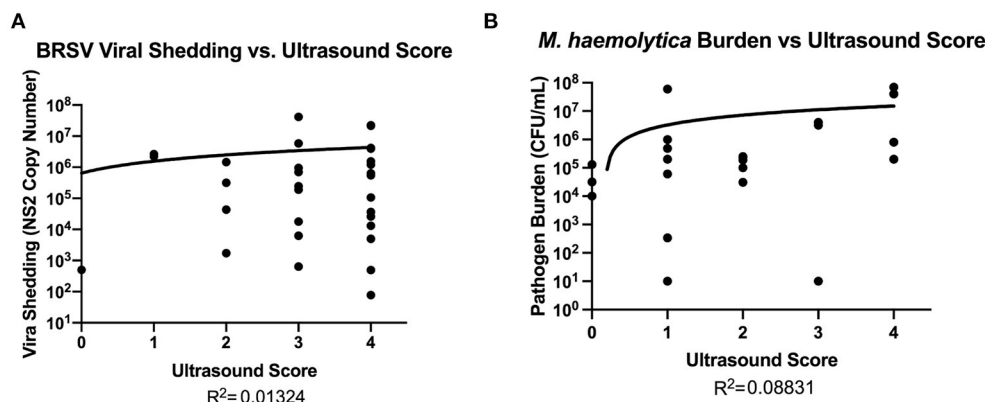 A
BRSV Viral Shedding vs. Ultrasound Score
Vira Shedding (NS2 Copy Number)
10⁸
10⁷
10⁶
10⁵
10⁴
10³
10²
10¹
0 1 2 3 4
Ultrasound Score
R²=0.01324
B
M. haemolytica Burden vs Ultrasound Score
Pathogen Burden (CFU/mL)
10⁸
10⁷
10⁶
10⁵
10⁴
10³
10²
10¹
10⁰
0 1 2 3 4
Ultrasound Score
R²=0.08831